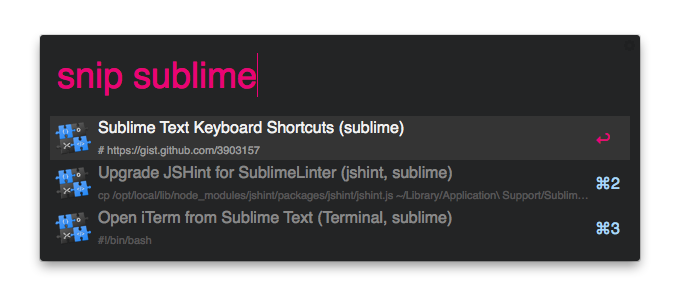 snip sublime
Sublime Text Keyboard Shortcuts (sublime)
# https://gist.github.com/3903157
Upgrade JSHint for SublimeLinter (jshint, sublime)
cp /opt/local/lib/node_modules/jshint/packages/jshint/jshint.js ~/Library/Application\ Support/Sublim…
⌘2
Open iTerm from Sublime Text (Terminal, sublime)
#!/bin/bash
⌘3